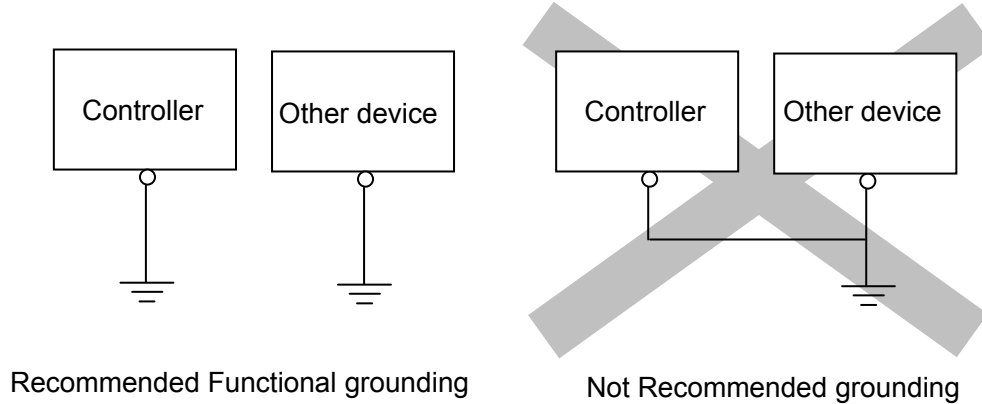 Controller
Other device
Controller
Other device
Recommended Functional grounding
Not Recommended grounding